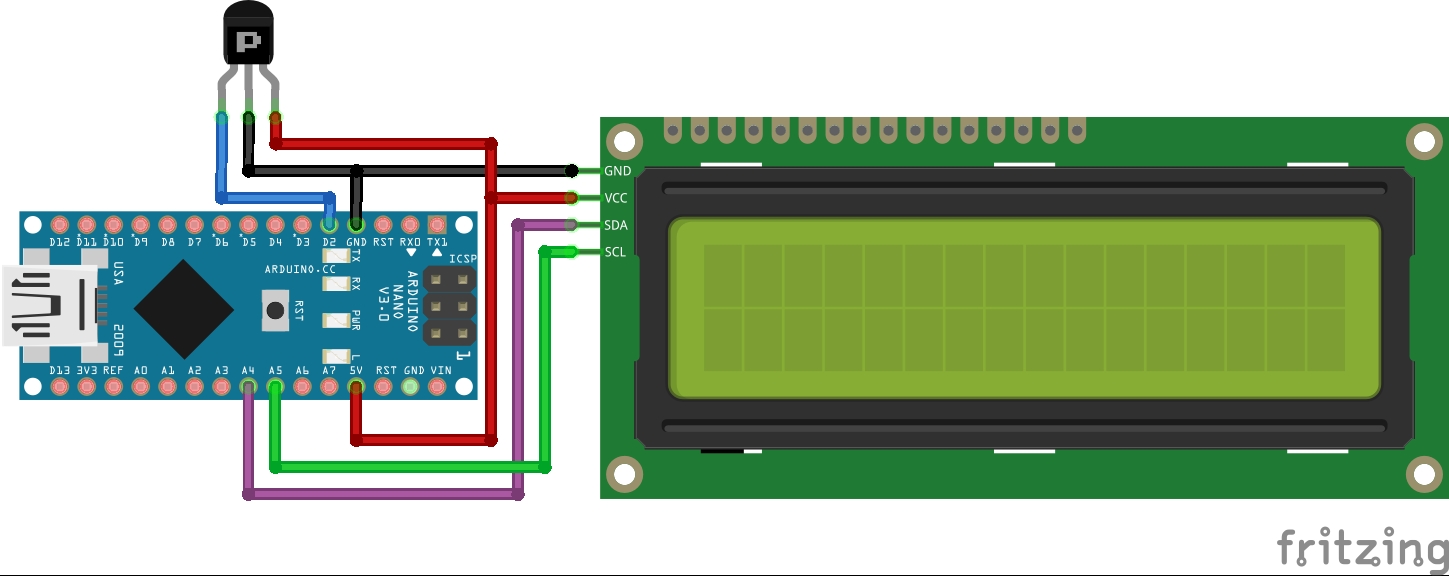 P
GND
VCC
SDA
SCL
D12 D11 D10 D9 D8 D7 D6 D5 D4 D3 D2 GND RST RX0 TX1
ARDUINO.CC
TX
RX
PWR
L
RST
USA
2009
ARDUINO
NANO
V3.0
ICSP
1
D13 3V3 REF A0 A1 A2 A3 A4 A5 A6 A7 5V RST GND VIN
fritzing